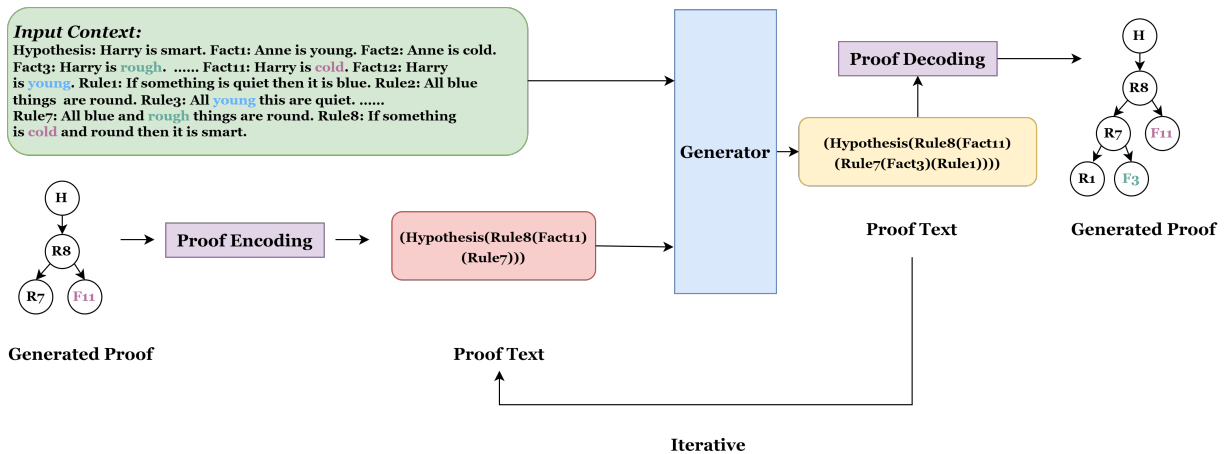 Input Context:
Hypothesis: Harry is smart. Fact1: Anne is young. Fact2: Anne is cold.
Fact3: Harry is rough. ...... Fact11: Harry is cold. Fact12: Harry
is young. Rule1: If something is quiet then it is blue. Rule2: All blue
things are round. Rule3: All young this are quiet. ......
Rule7: All blue and rough things are round. Rule8: If something
is cold and round then it is smart.
H
R8
R7
F11
Generated Proof
Proof Encoding
(Hypothesis(Rule8(Fact11)
(Rule7)))
Proof Text
Generator
(Hypothesis(Rule8(Fact11)
(Rule7(Fact3)(Rule1))))
Proof Text
Proof Decoding
H
R8
R7
F11
R1
F3
Generated Proof
Iterative